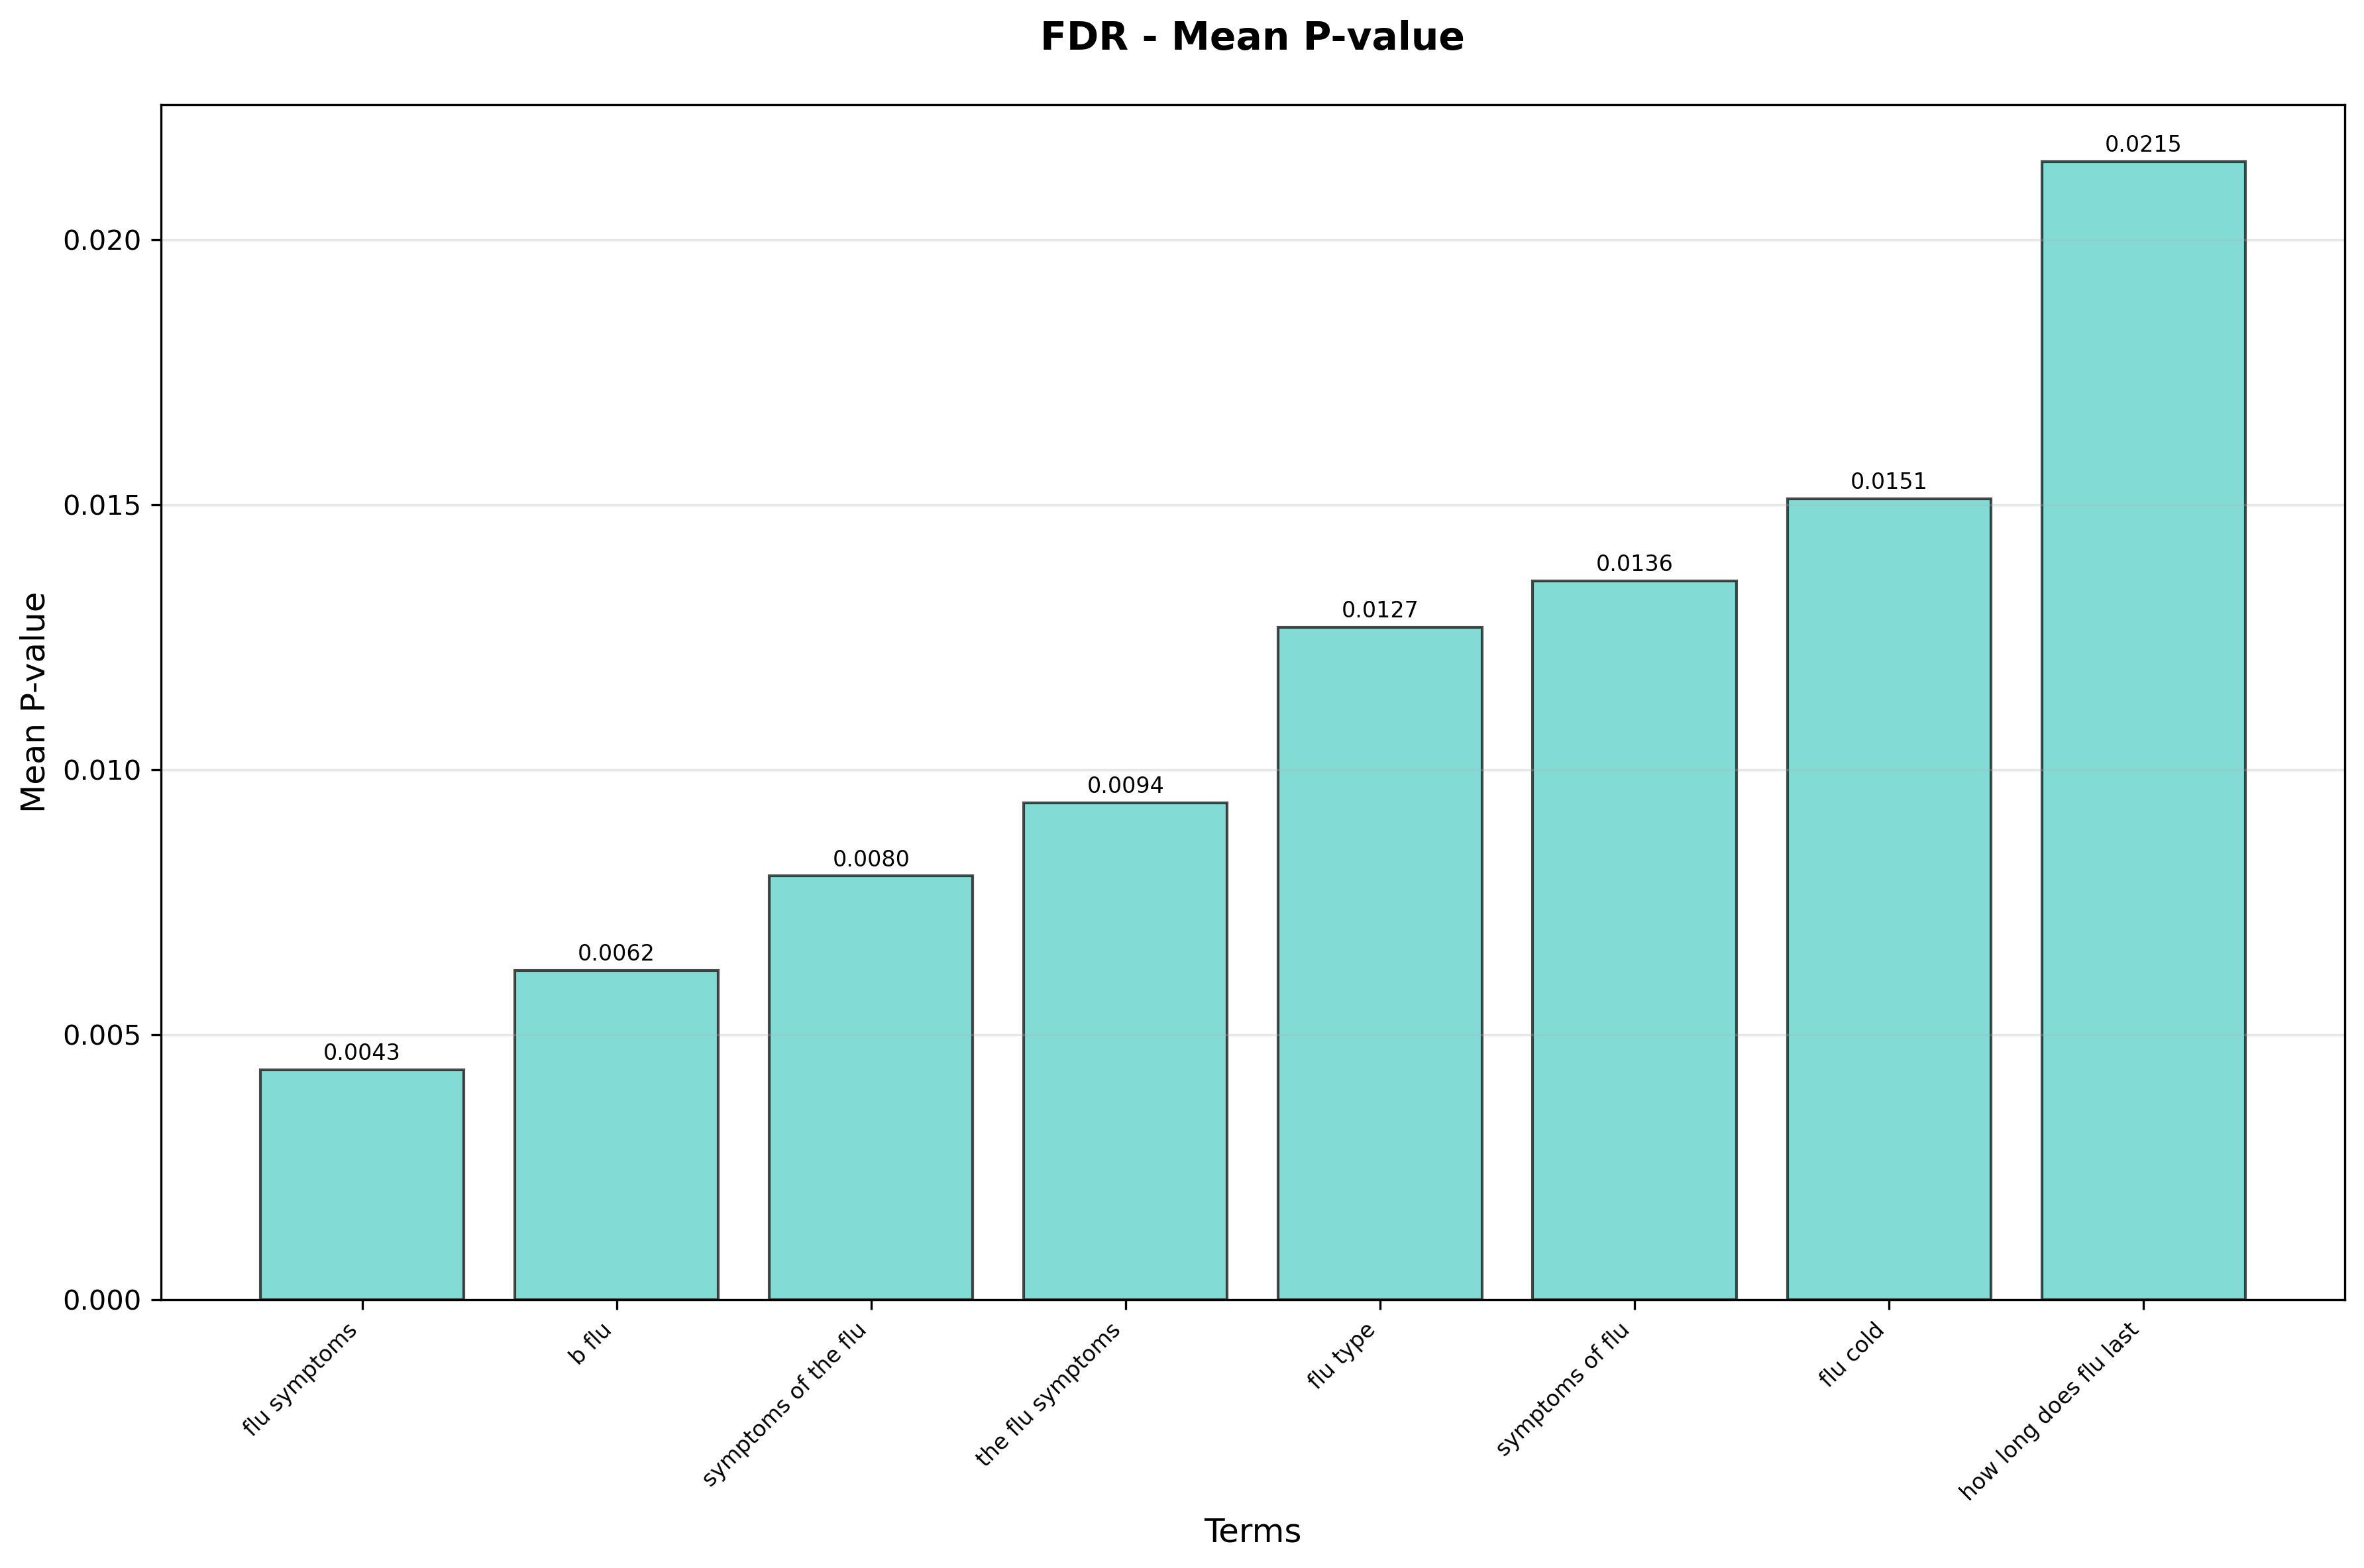 FDR - Mean P-value
Mean P-value
0.020
0.015
0.010
0.005
0.000
0.0043
0.0062
0.0080
0.0094
0.0127
0.0136
0.0151
0.0215
flu symptoms
b flu
symptoms of the flu
the flu symptoms
flu type
symptoms of flu
flu cold
how long does flu last
Terms